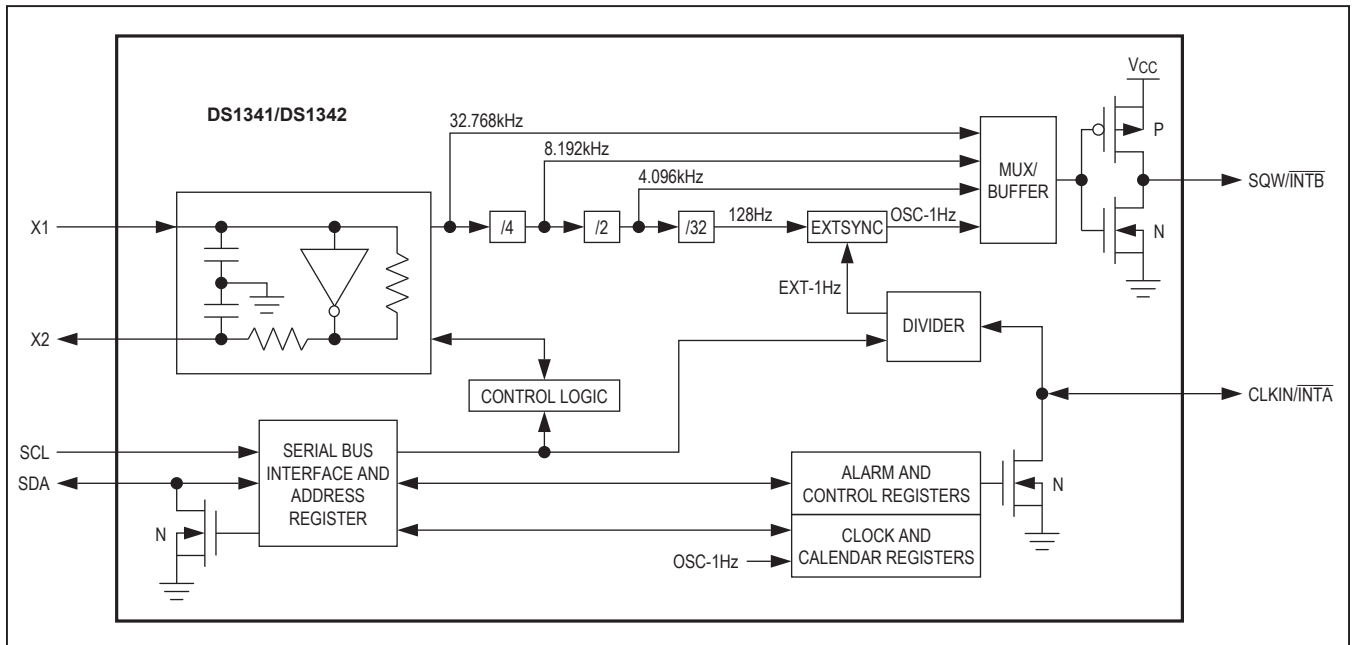 VCC
DS1341/DS1342
32.768kHz
P
8.192kHz
MUX/
BUFFER
SQW/INTB
4.096kHz
X1
/4
/2
/32
128Hz
EXTSYNC
OSC-1Hz
N
EXT-1Hz
DIVIDER
X2
CONTROL LOGIC
CLKIN/INTA
SCL
SERIAL BUS
INTERFACE AND
ADDRESS
REGISTER
SDA
ALARM AND
CONTROL REGISTERS
N
N
CLOCK AND
CALENDAR REGISTERS
OSC-1Hz